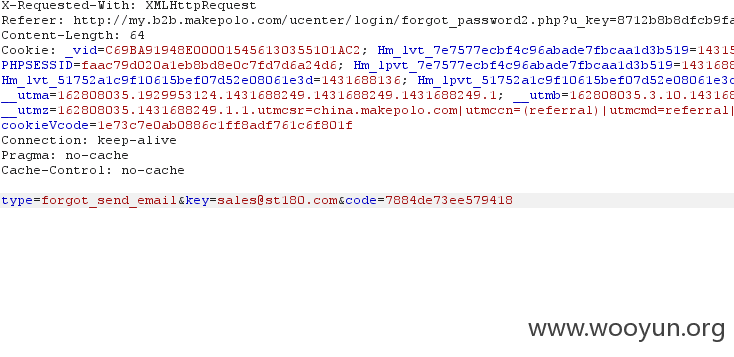 X-Requested-With: XMLHttpRequest
Referer: http://my.b2b.makepolo.com/ucenter/login/forgot_password2.php?u_key=8712b8b8dfcb9fa
Content-Length: 64
Cookie: _vid=C69BA91948E000015456130355101AC2; Hm_lvt_7e7577ecbf4c96abade7fbcaa1d3b519=14315
PHPSESSID=faac79d020a1eb8bd8e0c7fd7d6a24d6; Hm_lpvt_7e7577ecbf4c96abade7fbcaa1d3b519=1431688
Hm_lvt_51752a1c9f10615bef07d52e08061e3d=1431688136; Hm_lpvt_51752a1c9f10615bef07d52e08061e3d
__utma=162808035.1929953124.1431688249.1431688249.1431688249.1; __utmb=162808035.3.10.143168
__utmz=162808035.1431688249.1.1.utmcsr=china.makepolo.com|utmccn=(referral)|utmcmd=referral|
cookieVcode=1e73c7e0ab0886c1ff8adf761c6f801f
Connection: keep-alive
Pragma: no-cache
Cache-Control: no-cache
type=forgot_send_email&key=sales@st180.com&code=7884de73ee579418
www.wooyun.org